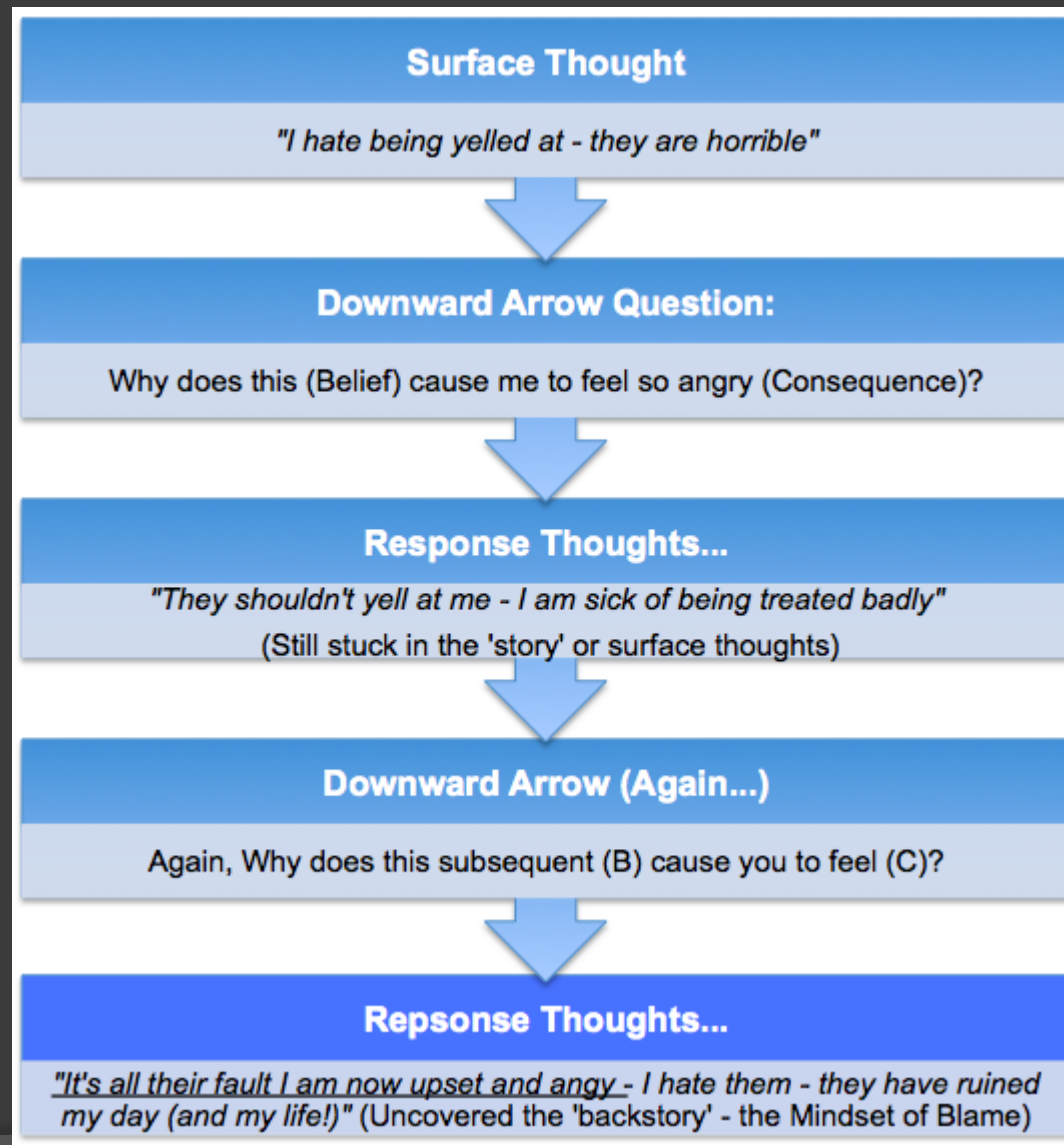 Surface Thought
"I hate being yelled at - they are horrible"
Downward Arrow Question:
Why does this (Belief) cause me to feel so angry (Consequence)?
Response Thoughts...
"They shouldn't yell at me - I am sick of being treated badly"
(Still stuck in the 'story' or surface thoughts)
Downward Arrow (Again...)
Again, Why does this subsequent (B) cause you to feel (C)?
Repsonse Thoughts...
"It's all their fault I am now upset and angy - I hate them - they have ruined
my day (and my life!)" (Uncovered the 'backstory' - the Mindset of Blame)